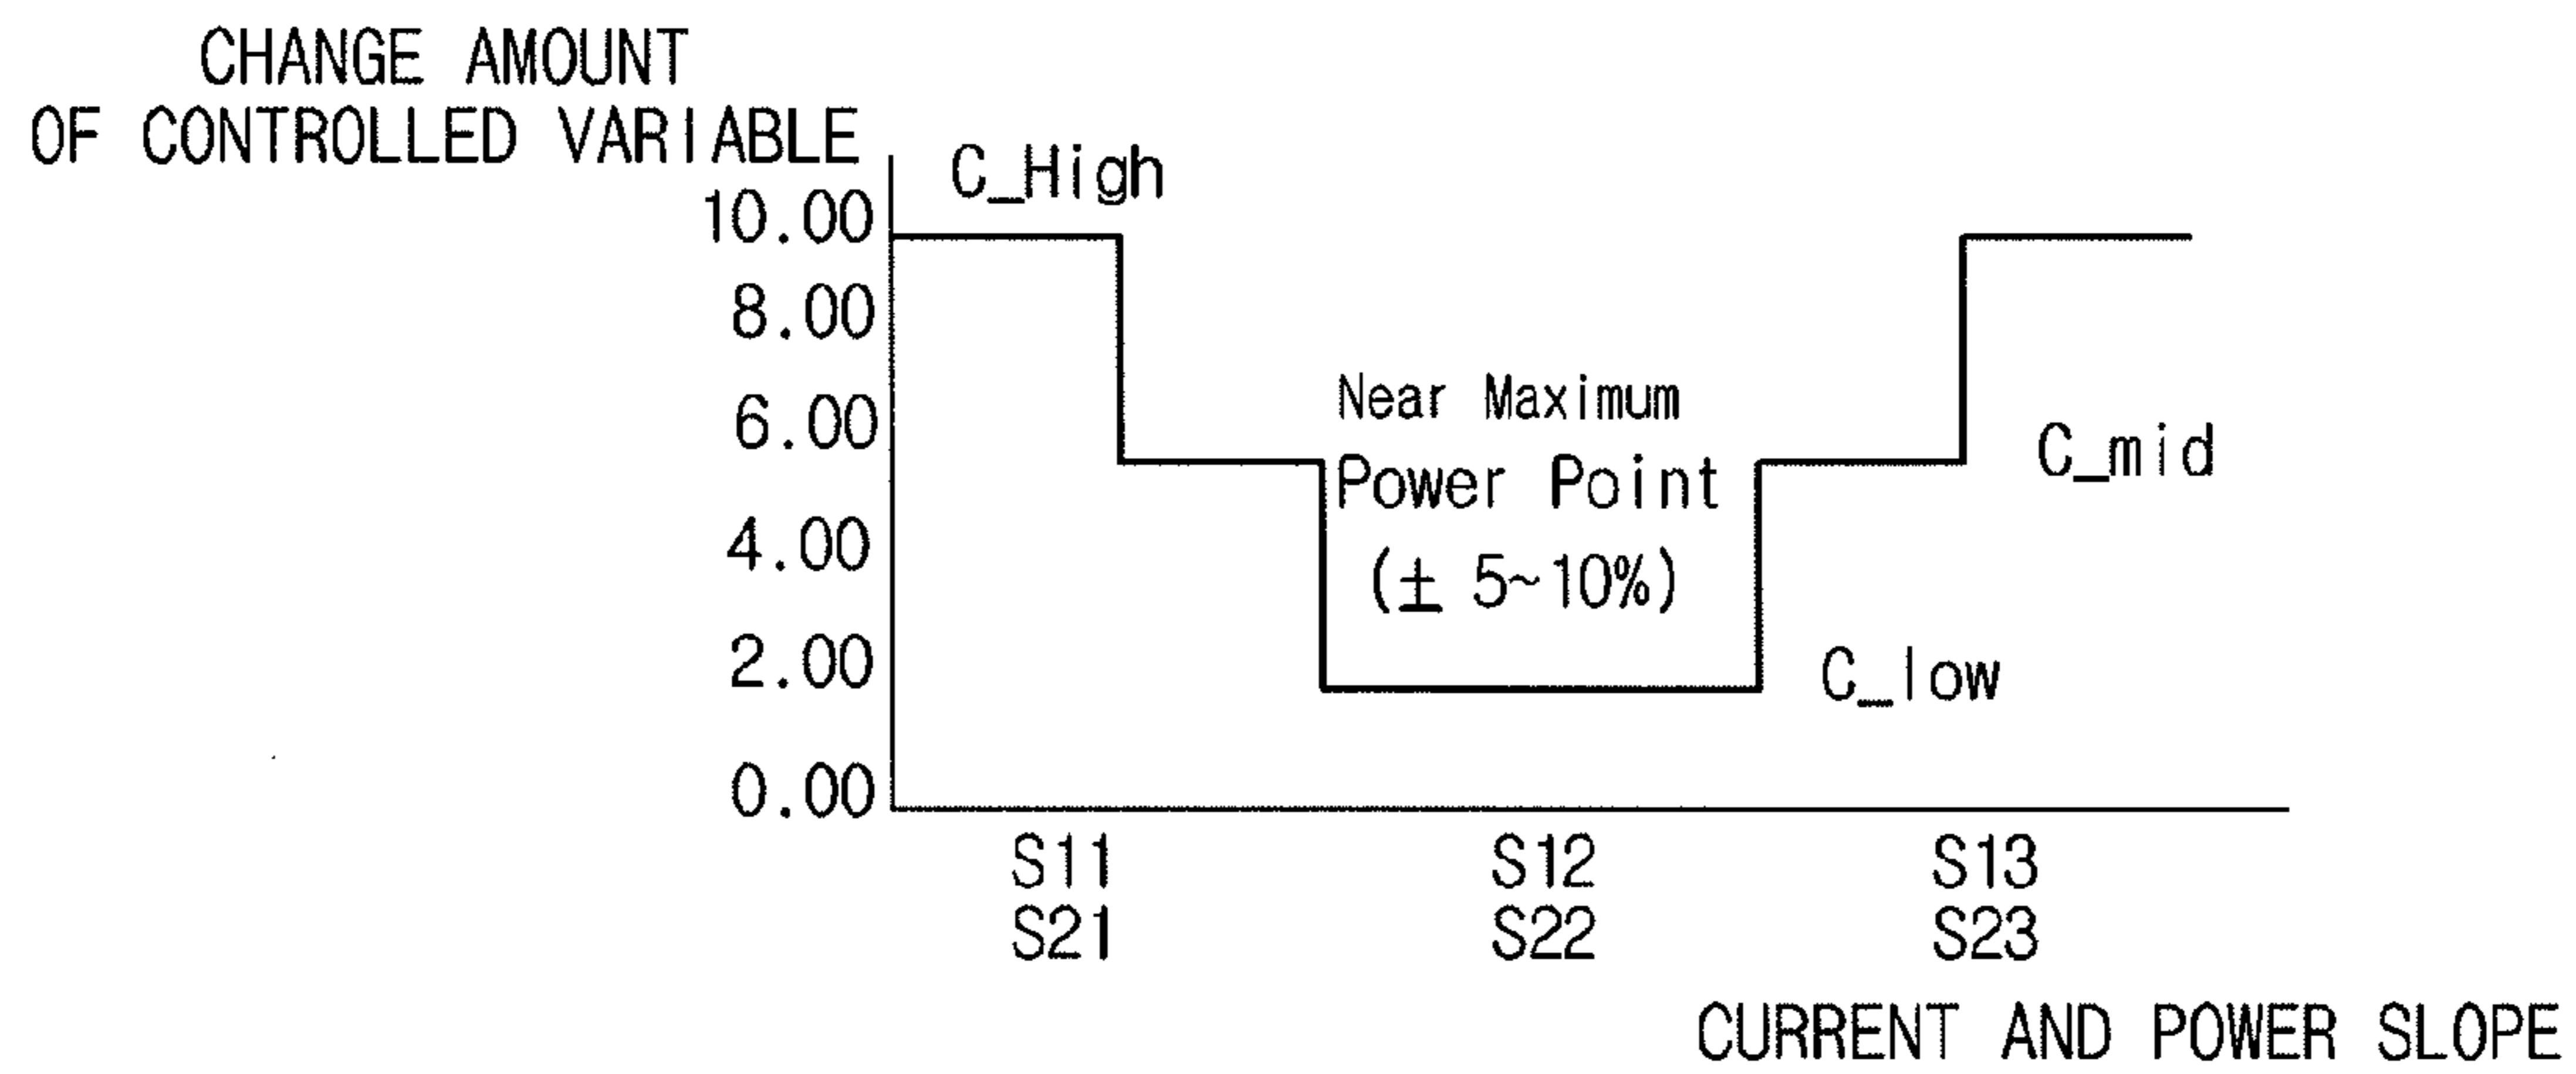 CHANGE AMOUNT
OF CONTROLLED VARIABLE
C_High
10.00
8.00
6.00
4.00
2.00
0.00
Near Maximum
Power Point
(± 5~10%)
C_mid
C_low
S11 S12 S13
S21 S22 S23
CURRENT AND POWER SLOPE